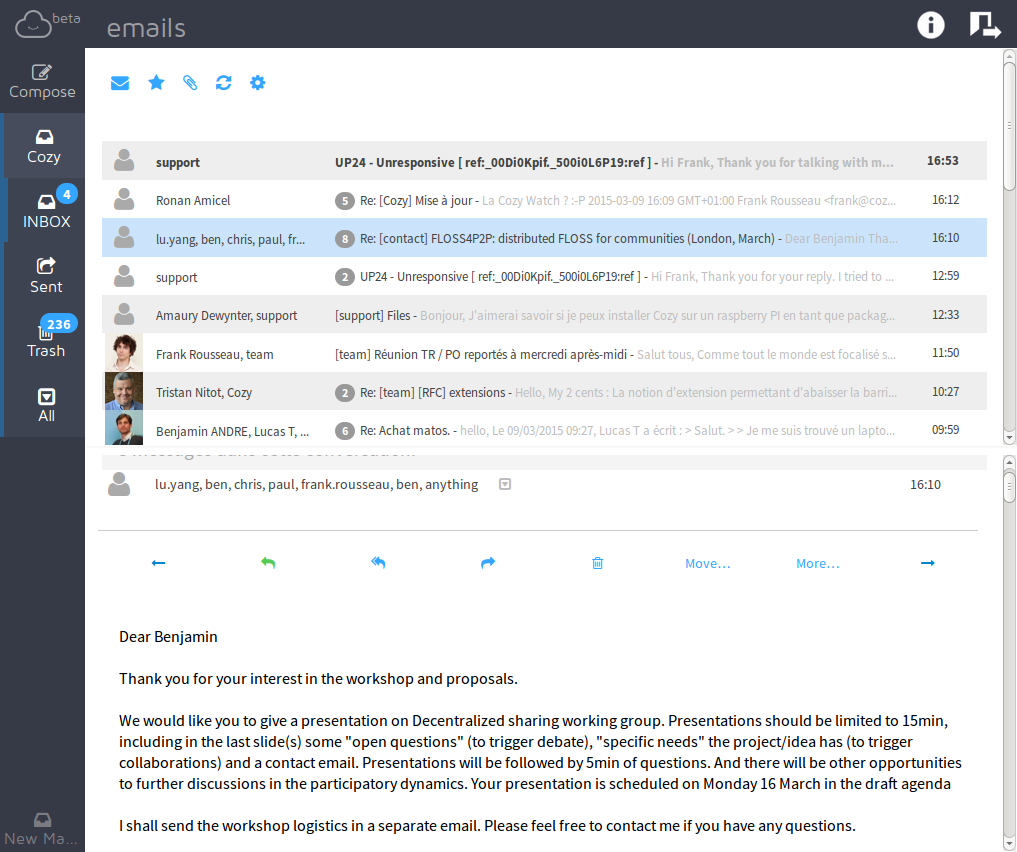 beta
emails
Compose
Cozy
4
INBOX
Sent
236
Trash
All
New Ma...
support UP24 - Unresponsive [ ref:_00Di0Kpif._500i0L6P19:ref ] - Hi Frank, Thank you for talking with m... 16:53
Ronan Amicel 5 Re: [Cozy] Mise à jour - La Cozy Watch ? :-P 2015-03-09 16:09 GMT+01:00 Frank Rousseau <frank@coz... 16:12
lu.yang, ben, chris, paul, fr... 8 Re: [contact] FLOSS4P2P: distributed FLOSS for communities (London, March) - Dear Benjamin Tha... 16:10
support 2 UP24 - Unresponsive [ ref:_00Di0Kpif._500i0L6P19:ref ] - Hi Frank, Thank you for your reply. I tried to ... 12:59
Amaury Dewynter, support [support] Files - Bonjour, J'aimerai savoir si je peux installer Cozy sur un raspberry PI en tant que packag... 12:33
Frank Rousseau, team [team] Réunion TR / PO reportés à mercredi après-midi - Salut tous, Comme tout le monde est focalisé s... 11:50
Tristan Nitot, Cozy 2 Re: [team] [RFC] extensions - Hello, My 2 cents : La notion d'extension permettant d'abaisser la barri... 10:27
Benjamin ANDRE, Lucas T, ... 6 Re: Achat matos. - hello, Le 09/03/2015 09:27, Lucas T a écrit : > Salut. > > Je me suis trouvé un lapto... 09:59
messages dans cette conversation.
lu.yang, ben, chris, paul, frank.rousseau, ben, anything 16:10
Move... More...
Dear Benjamin
Thank you for your interest in the workshop and proposals.
We would like you to give a presentation on Decentralized sharing working group. Presentations should be limited to 15min,
including in the last slide(s) some "open questions" (to trigger debate), "specific needs" the project/idea has (to trigger
collaborations) and a contact email. Presentations will be followed by 5min of questions. And there will be other opportunities
to further discussions in the participatory dynamics. Your presentation is scheduled on Monday 16 March in the draft agenda
I shall send the workshop logistics in a separate email. Please feel free to contact me if you have any questions.